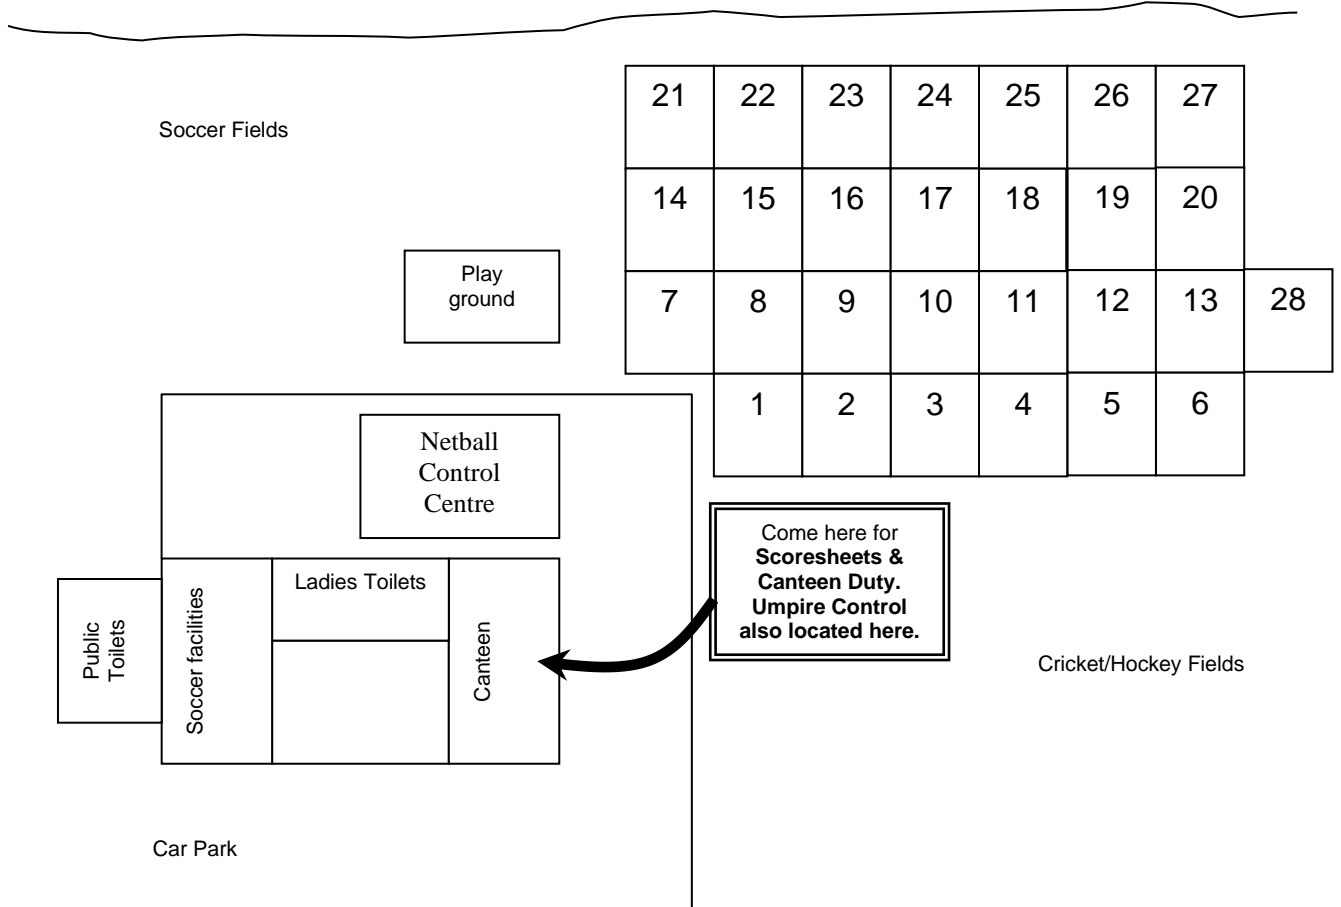 21 22 23 24 25 26 27
Soccer Fields
14 15 16 17 18 19 20
Play
ground
7 8 9 10 11 12 13 28
1 2 3 4 5 6
Netball
Control
Centre
Come here for
Scoresheets &
Canteen Duty.
Umpire Control
also located here.
Ladies Toilets
Public
Toilets
Soccer facilities
Canteen
Cricket/Hockey Fields
Car Park